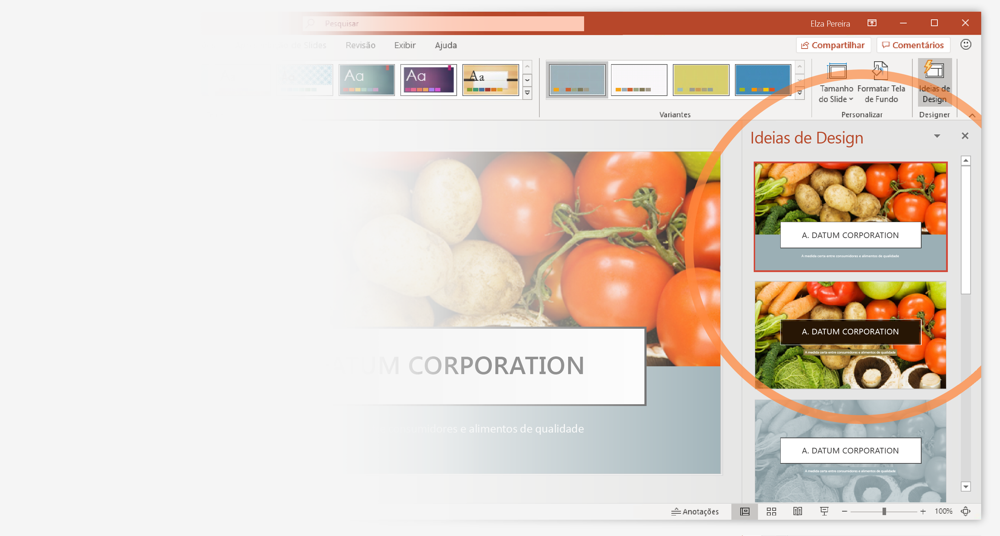 Pesquisar
Elza Pereira
de Slides
Revisão
Exibir
Ajuda
Compartilhar
Comentários
Aa
Aa
Aa
Aa
Tamanho
do Slide
Formatar Tela
de Fundo
Ideias de
Design
Variantes
Personalizar
Designer
Ideias de Design
A. DATUM CORPORATION
A medida certa entre consumidores e alimentos de qualidade
A. DATUM CORPORATION
A medida certa entre consumidores e alimentos de qualidade
A. DATUM CORPORATION
A medida certa entre consumidores e alimentos de qualidade
ATUM CORPORATION
nsumidores e alimentos de qualidade
Anotações
100%